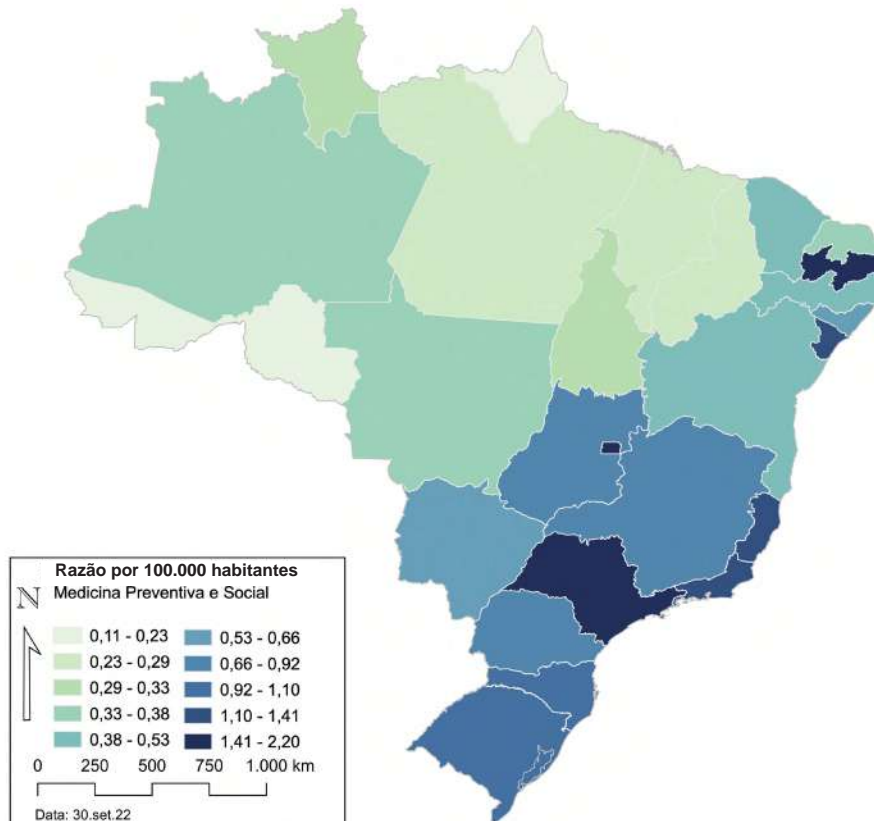 Razão por 100.000 habitantes
N Medicina Preventiva e Social
0,11 - 0,23 0,53 - 0,66
0,23 - 0,29 0,66 - 0,92
0,29 - 0,33 0,92 - 1,10
0,33 - 0,38 1,10 - 1,41
0,38 - 0,53 1,41 - 2,20
0 250 500 750 1.000 km
Data: 30.set.22